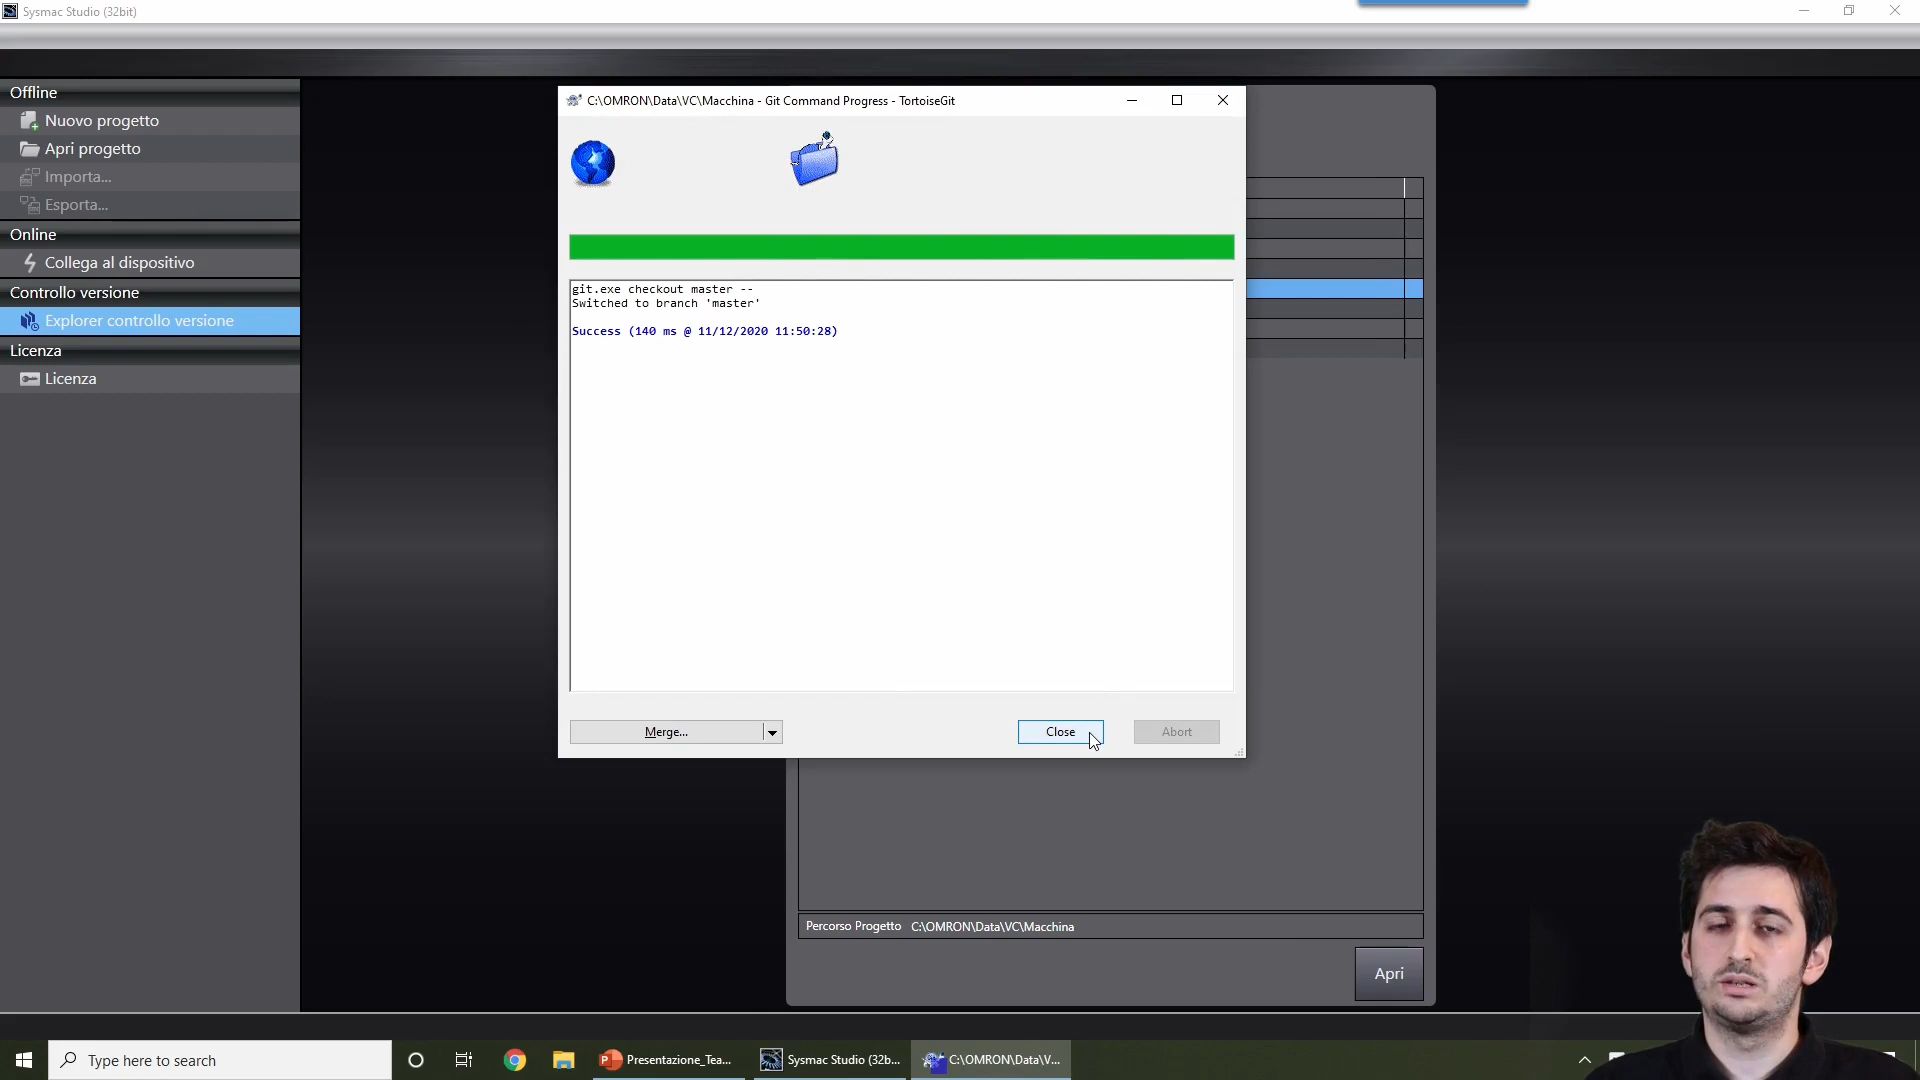 Sysmac Studio (32bit)
Offline
Nuovo progetto
Apri progetto
Importa...
Esporta...
Online
Collega al dispositivo
Controllo versione
Explorer controllo versione
Licenza
Licenza
C:\OMRON\Data\VC\Macchina - Git Command Progress - TortoiseGit
git.exe checkout master --
Switched to branch 'master'
Success (140 ms @ 11/12/2020 11:50:28)
Merge...
Close
Abort
Percorso Progetto C:\OMRON\Data\VC\Macchina
Apri
Type here to search
Presentazione_Tea...
Sysmac Studio (32b...
C:\OMRON\Data\V...